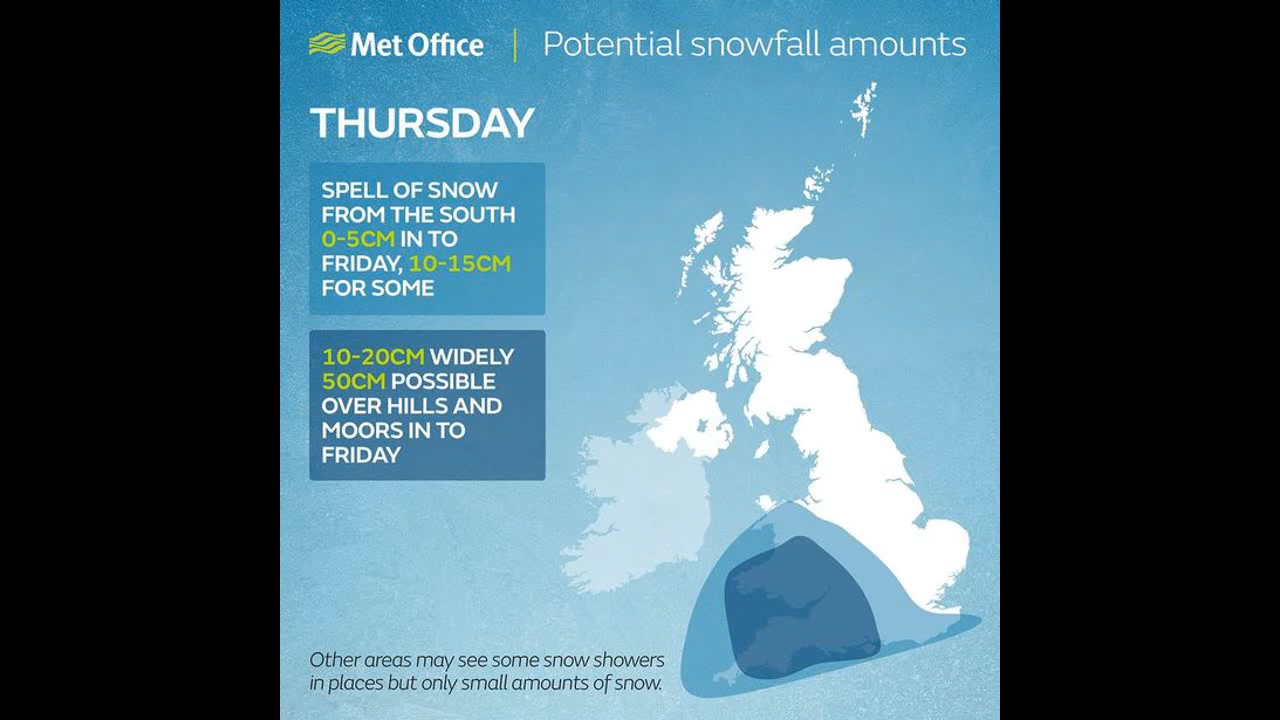 Met Office | Potential snowfall amounts
THURSDAY
SPELL OF SNOW
FROM THE SOUTH
0-5CM IN TO
FRIDAY, 10-15CM
FOR SOME
10-20CM WIDELY
50CM POSSIBLE
OVER HILLS AND
MOORS IN TO
FRIDAY
Other areas may see some snow showers
in places but only small amounts of snow.